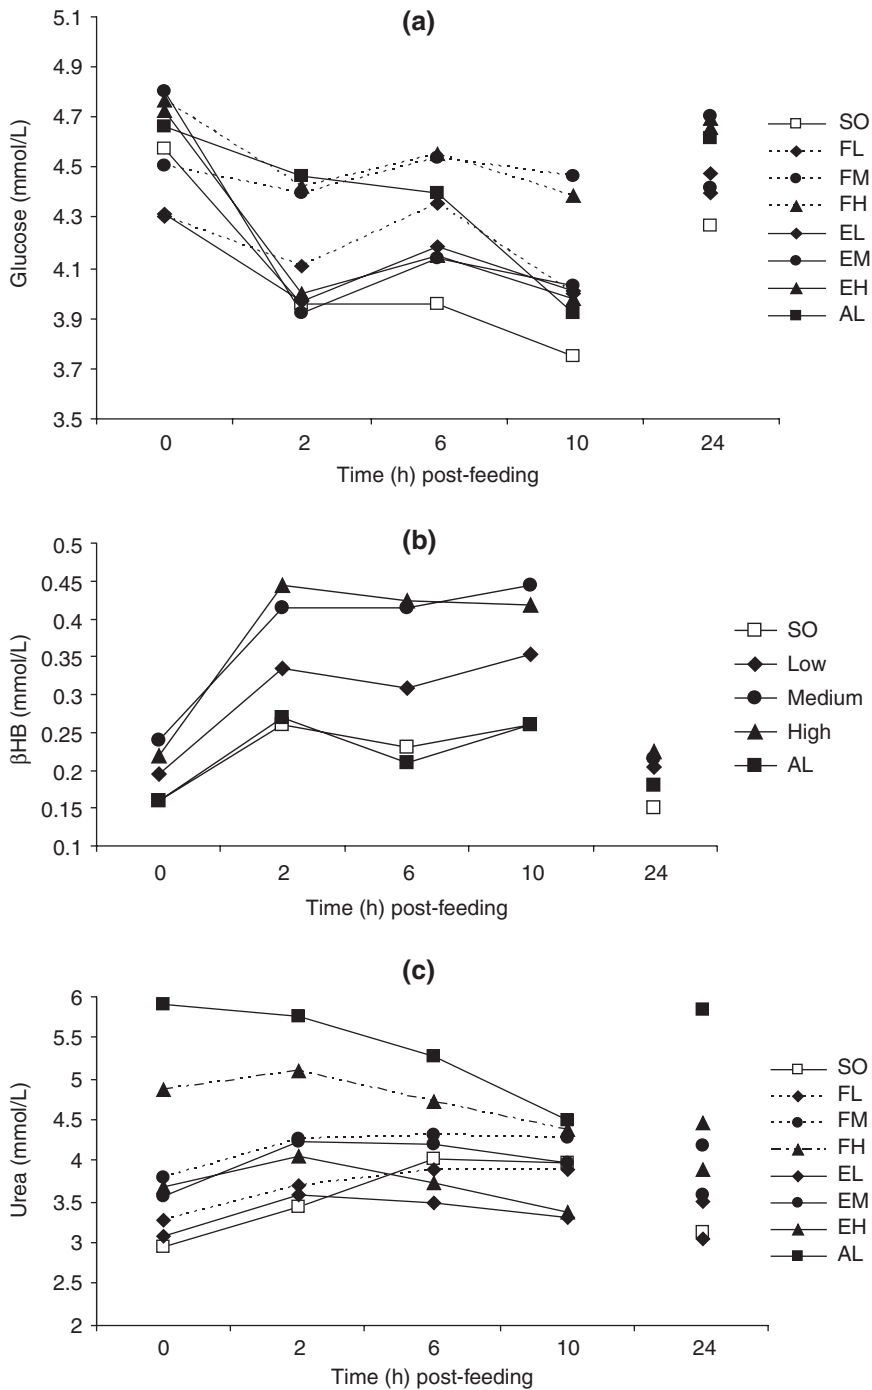 (a)
5.1
4.9
4.7
4.5
4.3
4.1
3.9
3.7
3.5
Glucose (mmol/L)
0 2 6 10 24
Time (h) post-feeding
SO
FL
FM
FH
EL
EM
EH
AL
(b)
0.5
0.45
0.4
0.35
0.3
0.25
0.2
0.15
0.1
βHB (mmol/L)
0 2 6 10 24
Time (h) post-feeding
SO
Low
Medium
High
AL
(c)
6
5.5
5
4.5
4
3.5
3
2.5
2
Urea (mmol/L)
0 2 6 10 24
Time (h) post-feeding
SO
FL
FM
FH
EL
EM
EH
AL